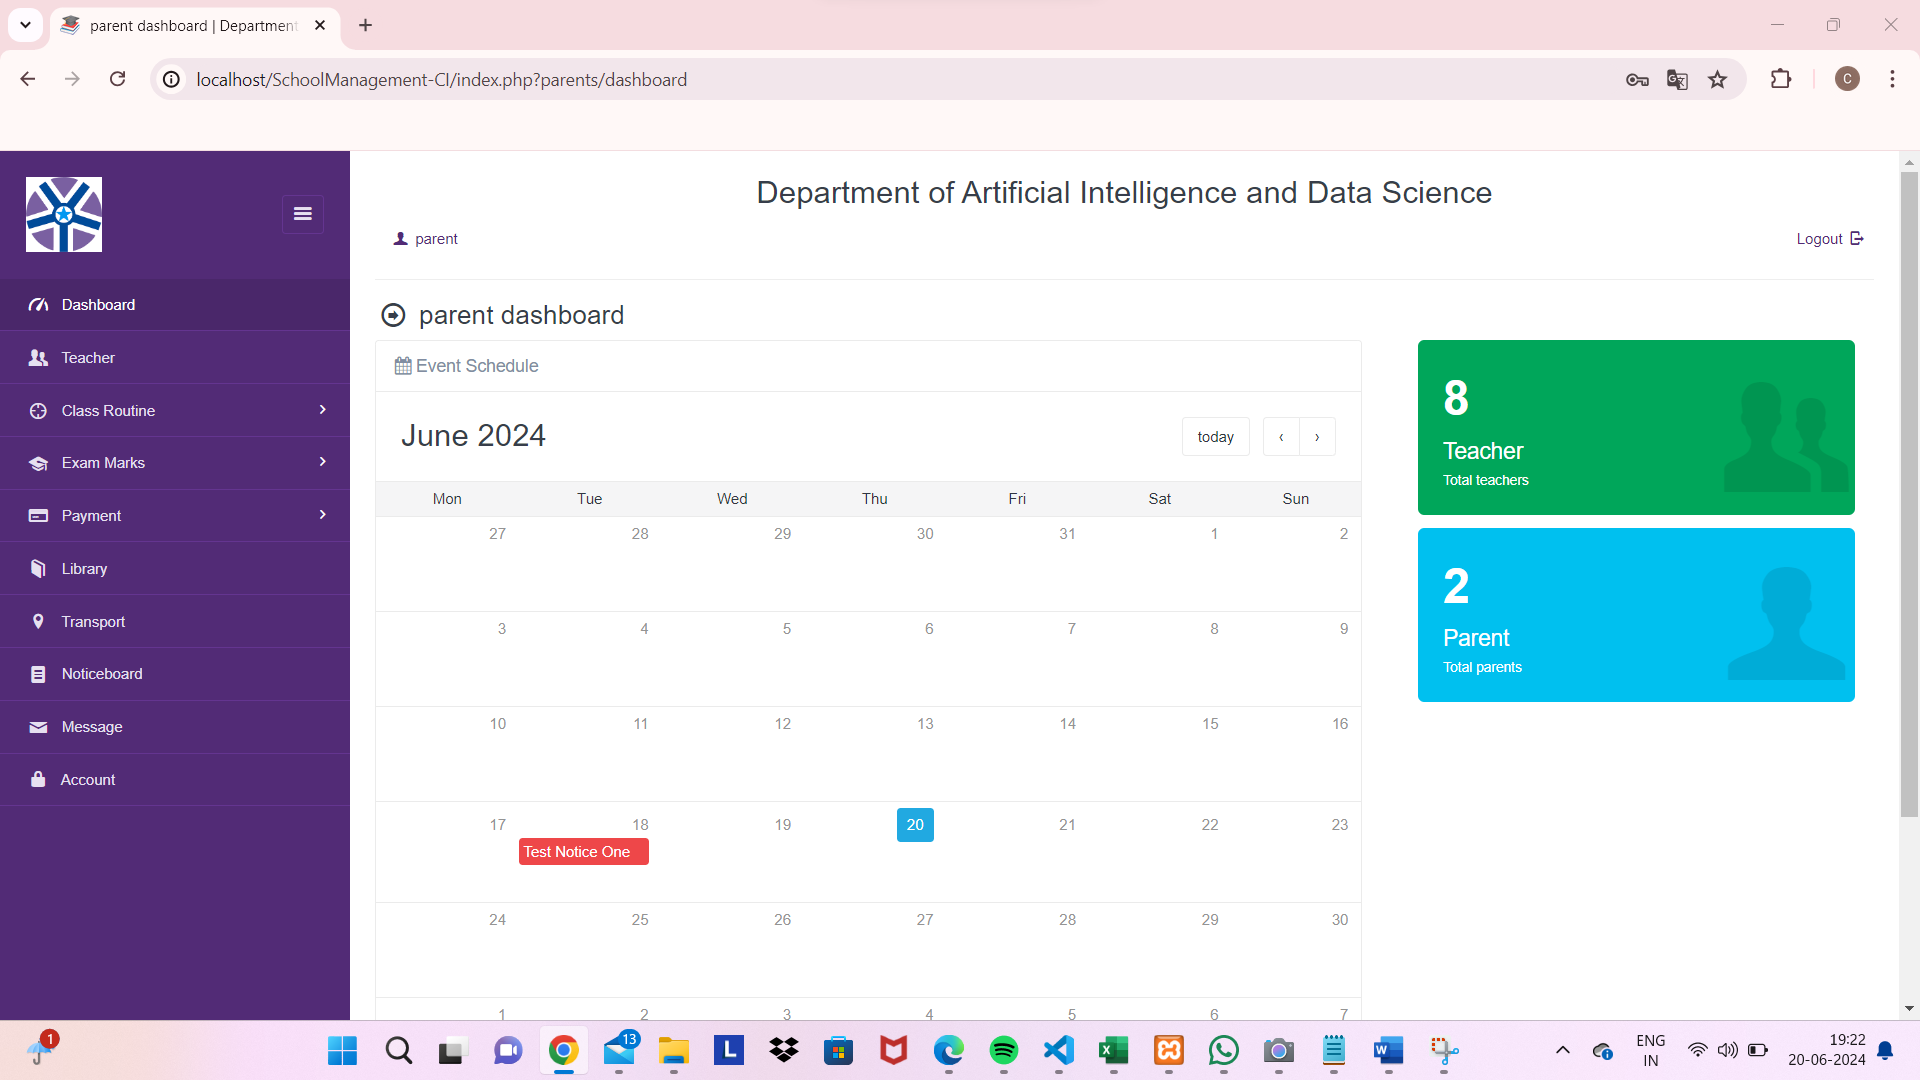 parent dashboard | Department
localhost/SchoolManagement-CI/index.php?parents/dashboard
C
Department of Artificial Intelligence and Data Science
parent
Logout
Dashboard
Teacher
Class Routine
Exam Marks
Payment
Library
Transport
Noticeboard
Message
Account
parent dashboard
Event Schedule
June 2024
today
‹ ›
Mon Tue Wed Thu Fri Sat Sun
27 28 29 30 31 1 2
3 4 5 6 7 8 9
10 11 12 13 14 15 16
17 18 19 20 21 22 23
Test Notice One
24 25 26 27 28 29 30
1 2 3 4 5 6 7
8
Teacher
Total teachers
2
Parent
Total parents
1
13
L
W
ENG
IN
19:22
20-06-2024